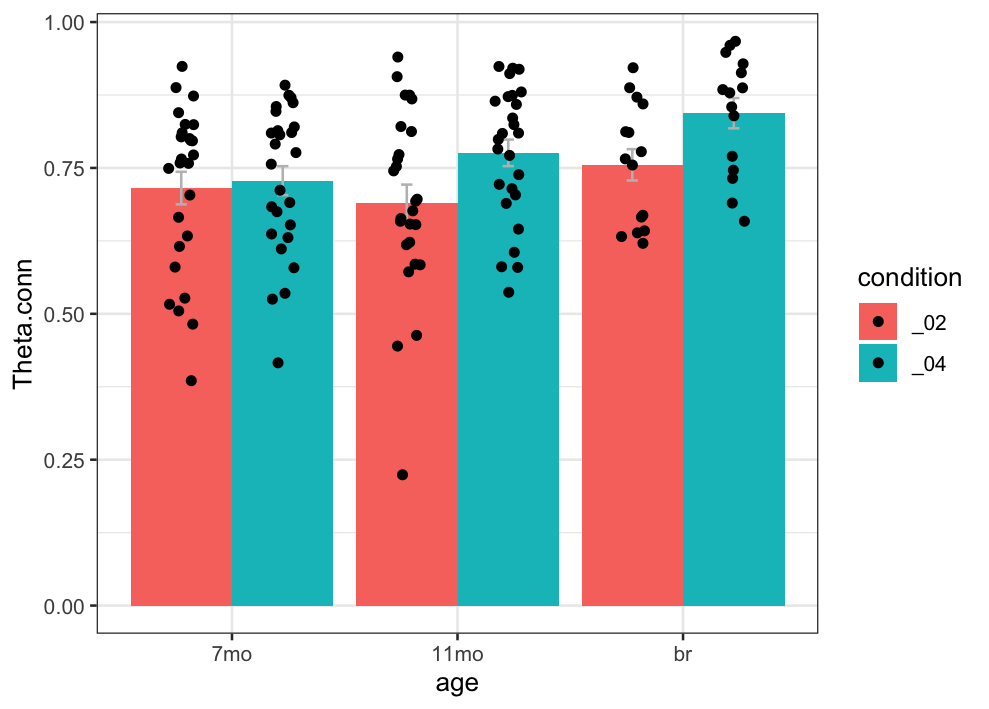 1.00
0.75
0.50
0.25
0.00
Theta.conn
7mo
11mo
br
age
condition
_02
_04